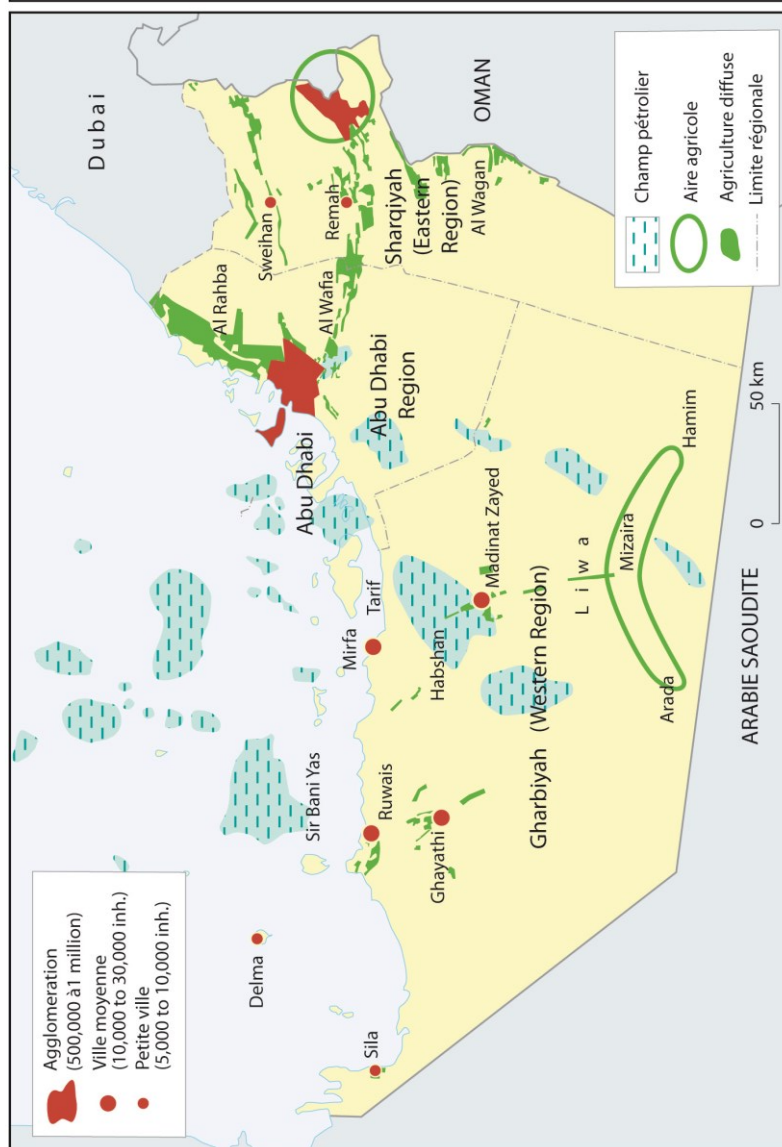 Agglomeration
(500,000 à1 million)
Ville moyenne
(10,000 to 30,000 inh.)
Petite ville
(5,000 to 10,000 inh.)
Dubai
Delma
Sir Bani Yas
Abu Dhabi
Al Rahba
Sweihan
Sila
Ruwais
Mirfa
Tarif
Al Wafia
Remah
Ghayathi
Habshan
Madinat Zayed
Abu Dhabi
Region
Sharqiyah
(Eastern
Region)
Al Wagan
OMAN
Gharbiyah (Western Region)
Liwa
Mizaira
Arada
Hamim
ARABIE SAOUDITE
0
50 km
Champ pétrolier
Aire agricole
Agriculture diffuse
Limite régionale